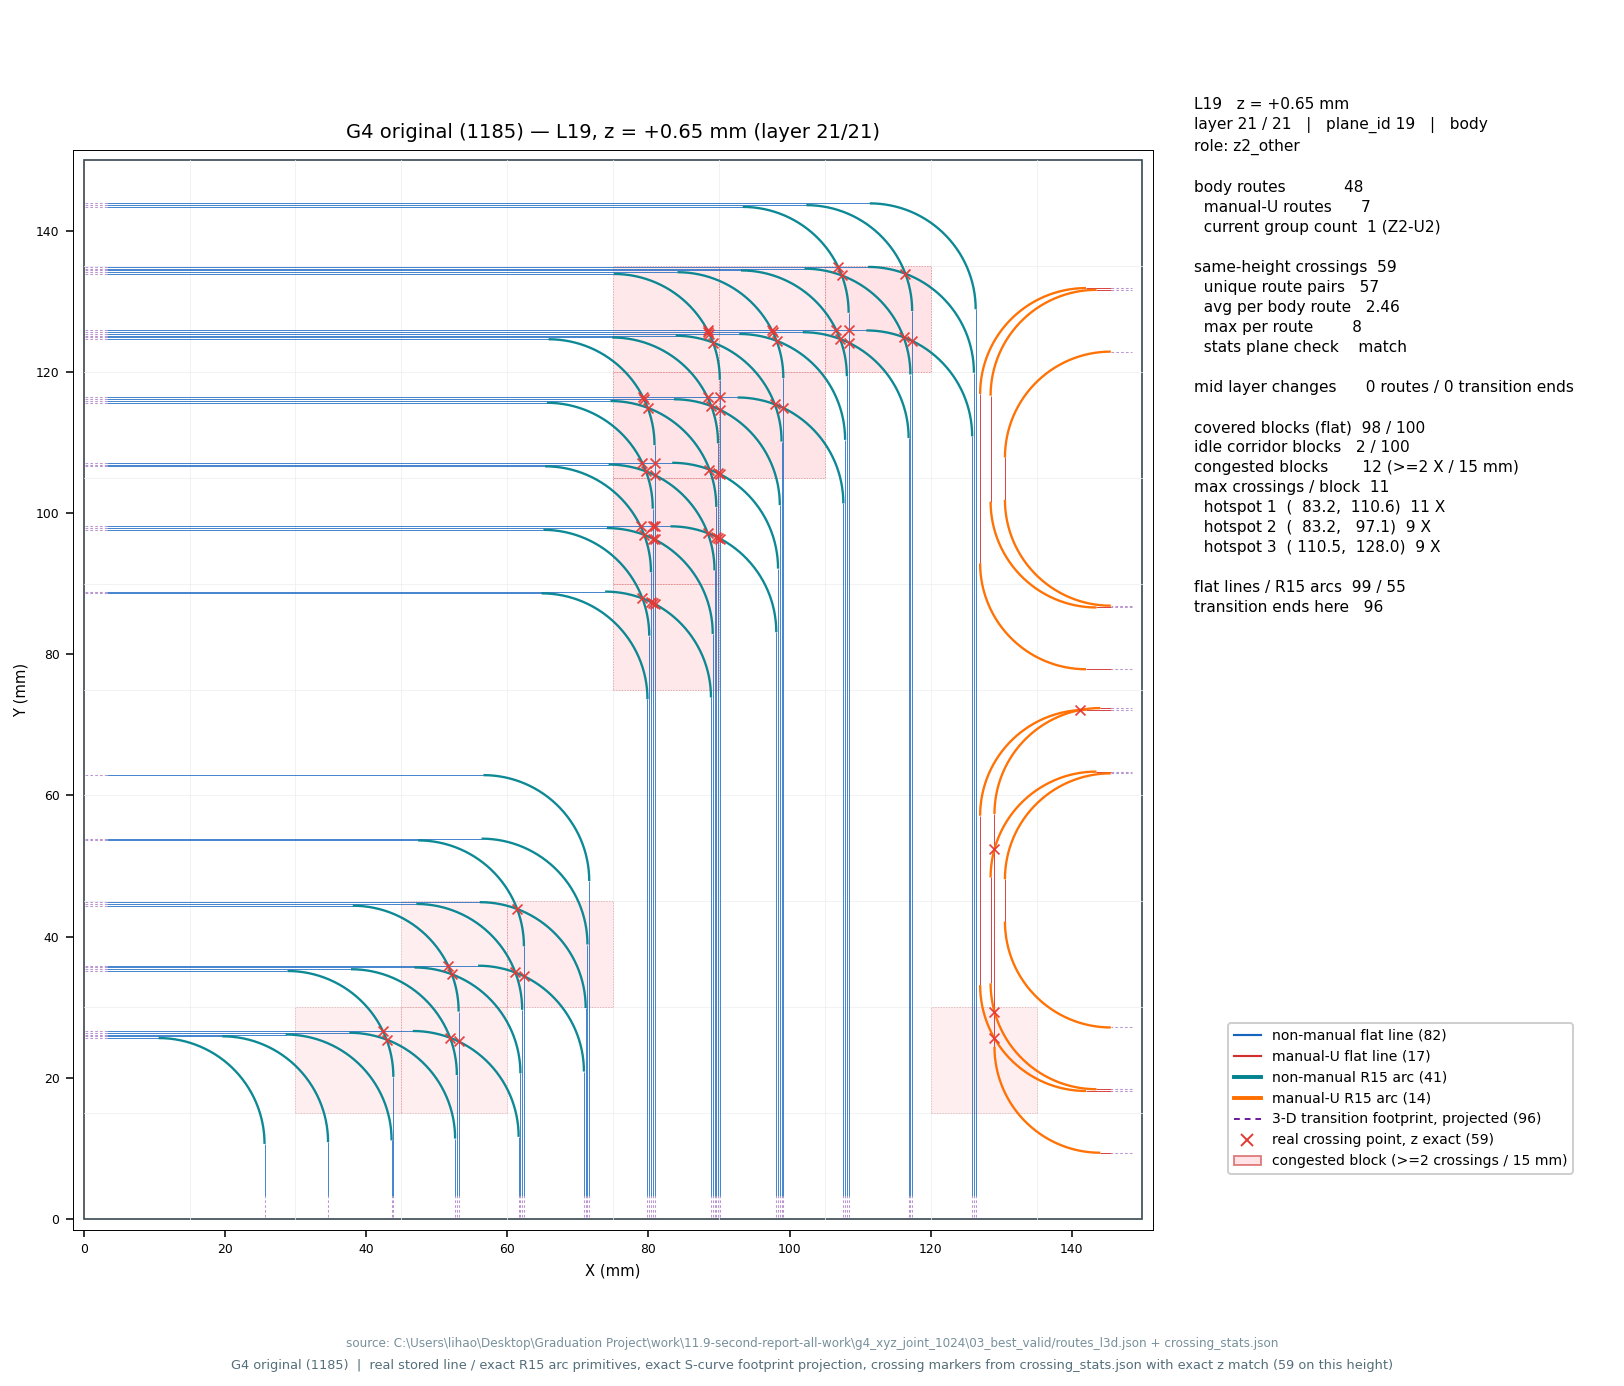 L19 z = +0.65 mm
layer 21 / 21 | plane_id 19 | body
role: z2_other
body routes 48
manual-U routes 7
current group count 1 (Z2-U2)
same-height crossings 59
unique route pairs 57
avg per body route 2.46
max per route 8
stats plane check match
mid layer changes 0 routes / 0 transition ends
covered blocks (flat) 98 / 100
idle corridor blocks 2 / 100
congested blocks 12 (>=2 X / 15 mm)
max crossings / block 11
hotspot 1 ( 83.2, 110.6) 11 X
hotspot 2 ( 83.2, 97.1) 9 X
hotspot 3 ( 110.5, 128.0) 9 X
flat lines / R15 arcs 99 / 55
transition ends here 96
G4 original (1185) — L19, z = +0.65 mm (layer 21/21)
140
120
100
80
60
40
20
0
Y (mm)
0 20 40 60 80 100 120 140
X (mm)
non-manual flat line (82)
manual-U flat line (17)
non-manual R15 arc (41)
manual-U R15 arc (14)
3-D transition footprint, projected (96)
real crossing point, z exact (59)
congested block (>=2 crossings / 15 mm)
source: C:\Users\lihao\Desktop\Graduation Project\work\11.9-second-report-all-work\g4_xyz_joint_1024\03_best_valid/routes_l3d.json + crossing_stats.json
G4 original (1185) | real stored line / exact R15 arc primitives, exact S-curve footprint projection, crossing markers from crossing_stats.json with exact z match (59 on this height)